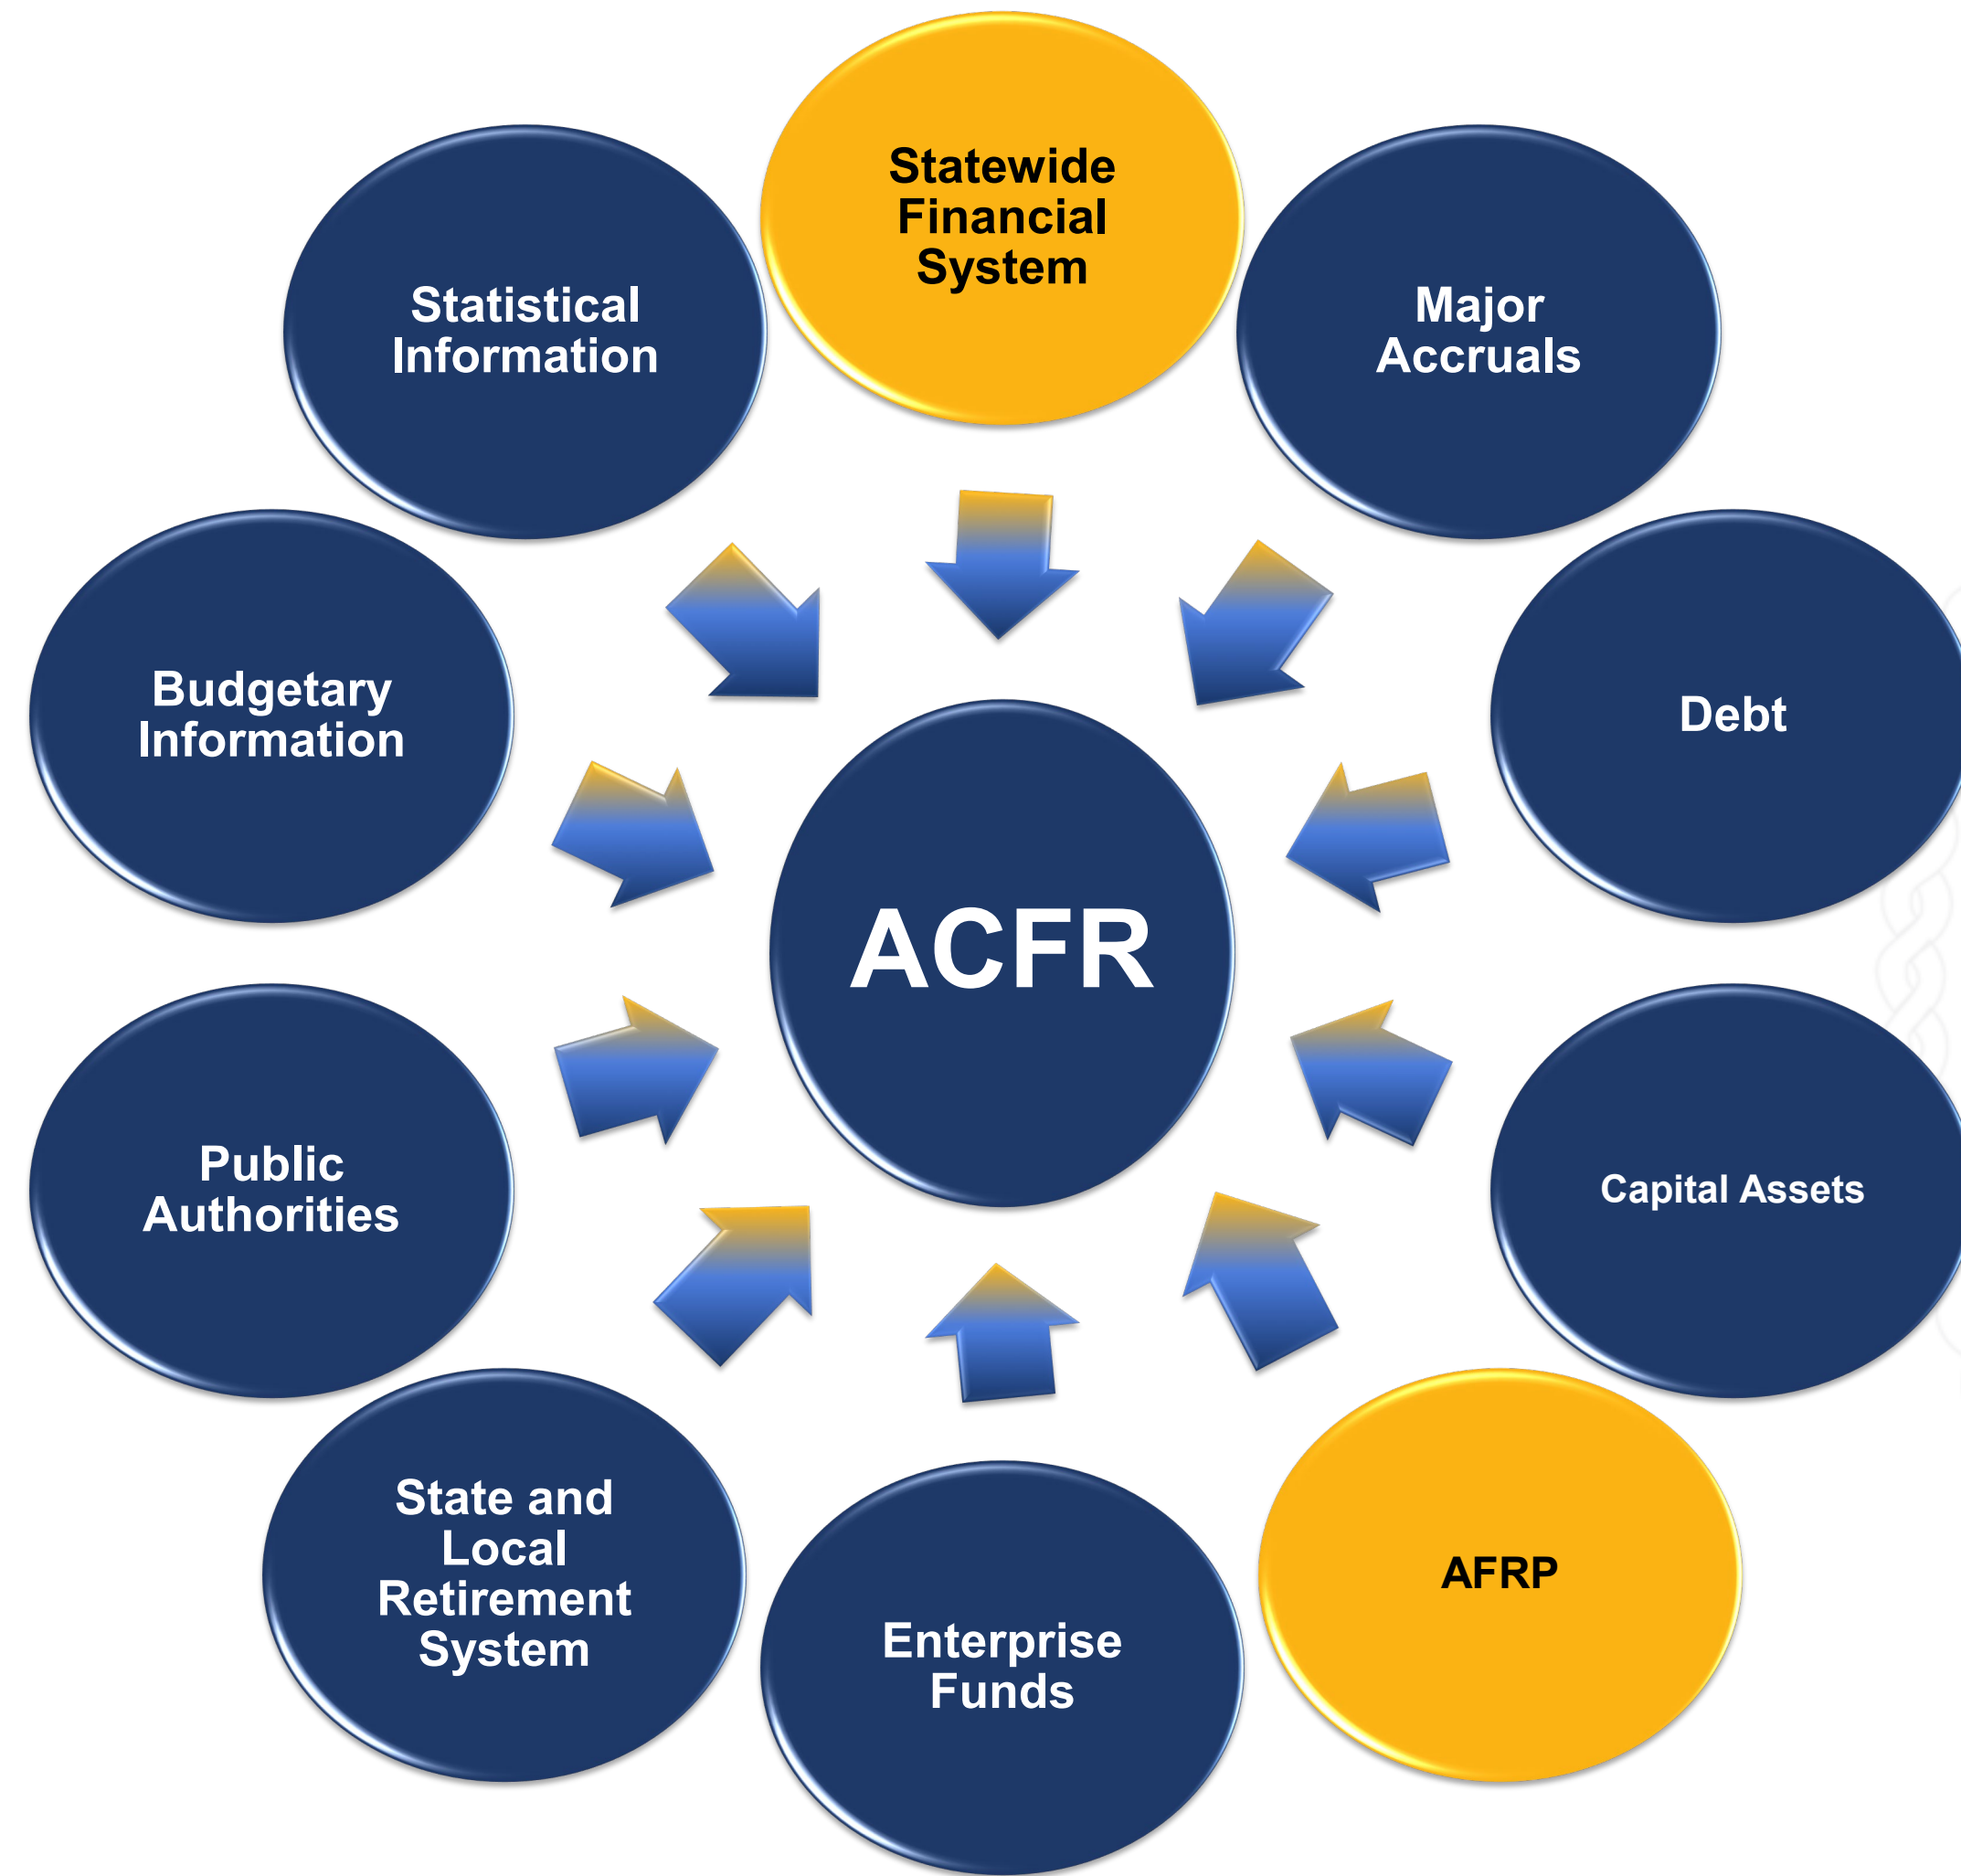 Statewide
Financial
System
Statistical
Information
Major
Accruals
Budgetary
Information
Debt
ACFR
Public
Authorities
Capital Assets
State and
Local
Retirement
System
Enterprise
Funds
AFRP